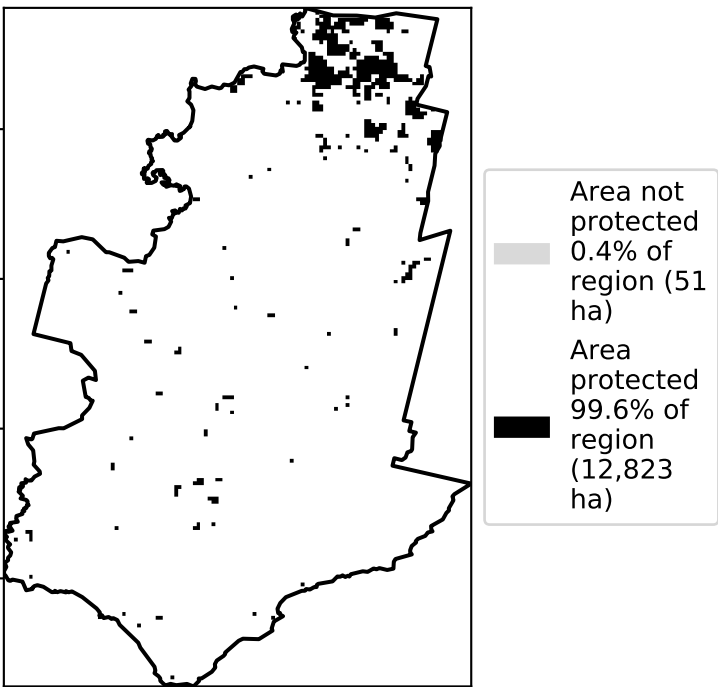 Area not
protected
0.4% of
region (51
ha)
Area
protected
99.6% of
region
(12,823
ha)